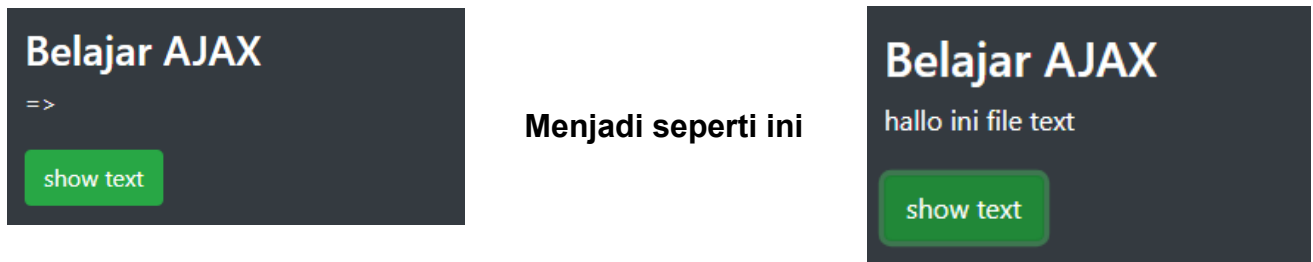 Belajar AJAX
=>
show text
Menjadi seperti ini
Belajar AJAX
hallo ini file text
show text